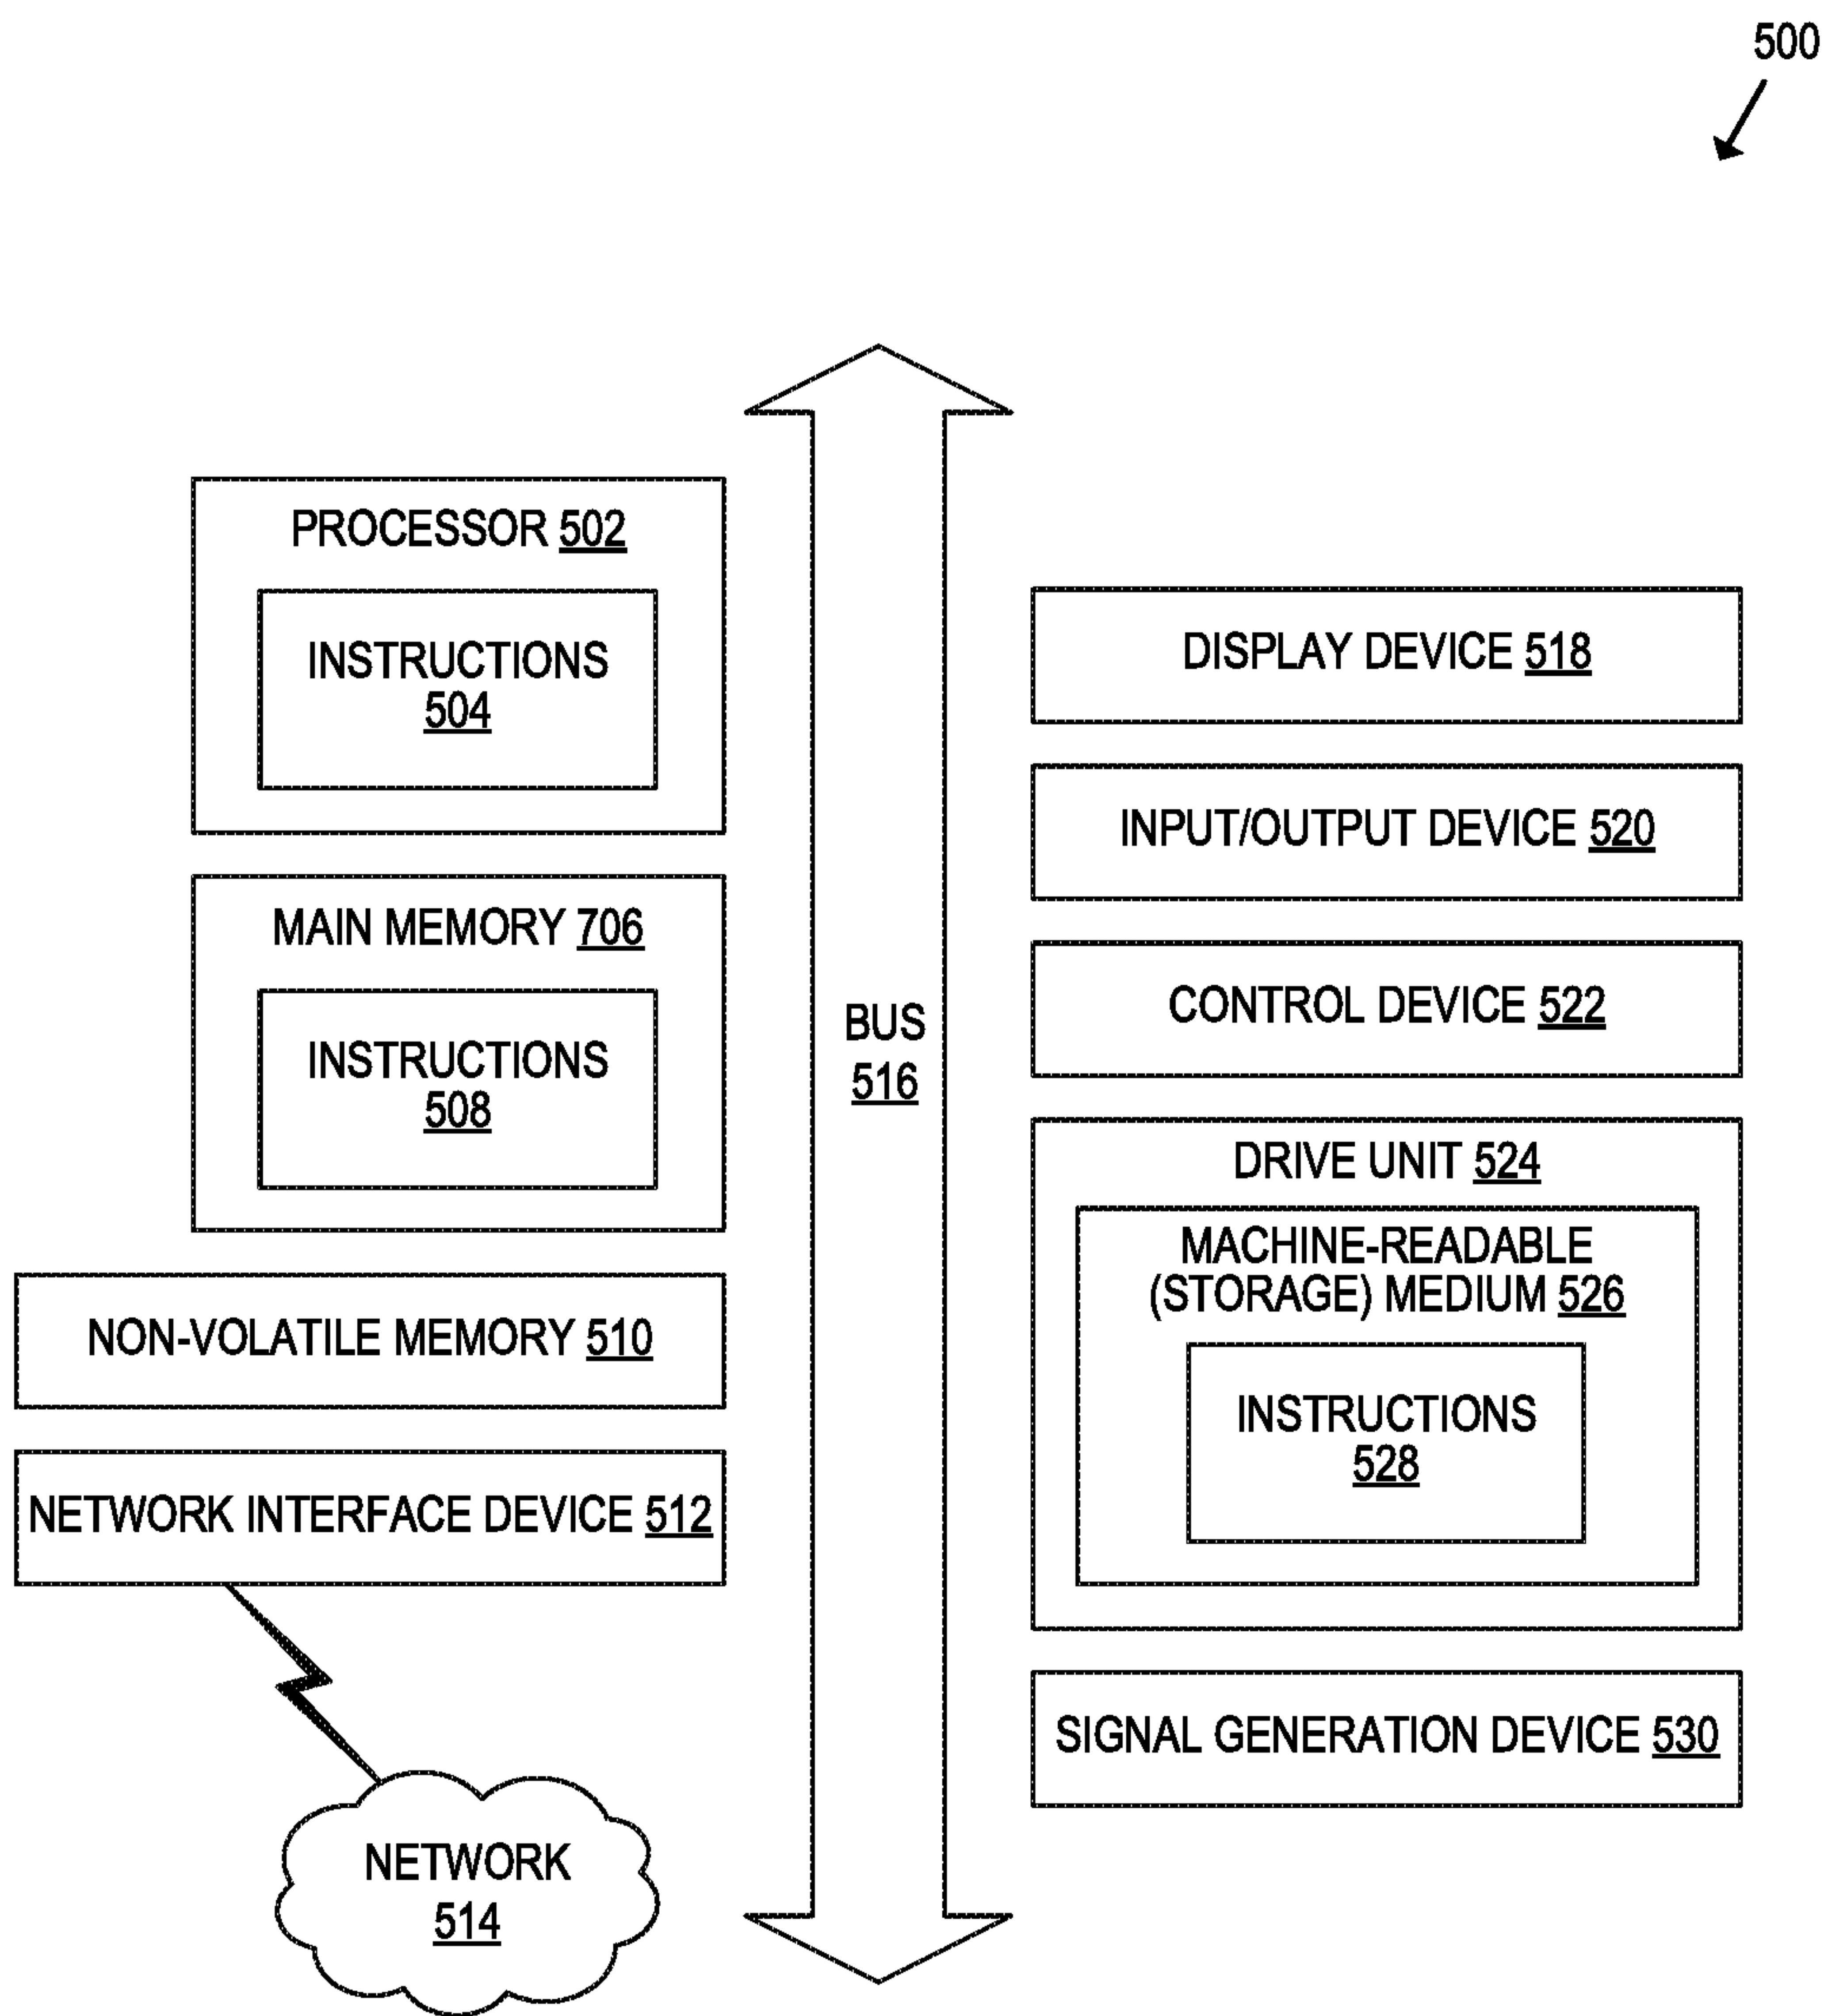 500
PROCESSOR 502
INSTRUCTIONS
504
MAIN MEMORY 706
INSTRUCTIONS
508
NON-VOLATILE MEMORY 510
NETWORK INTERFACE DEVICE 512
NETWORK
514
BUS
516
DISPLAY DEVICE 518
INPUT/OUTPUT DEVICE 520
CONTROL DEVICE 522
DRIVE UNIT 524
MACHINE-READABLE
(STORAGE) MEDIUM 526
INSTRUCTIONS
528
SIGNAL GENERATION DEVICE 530